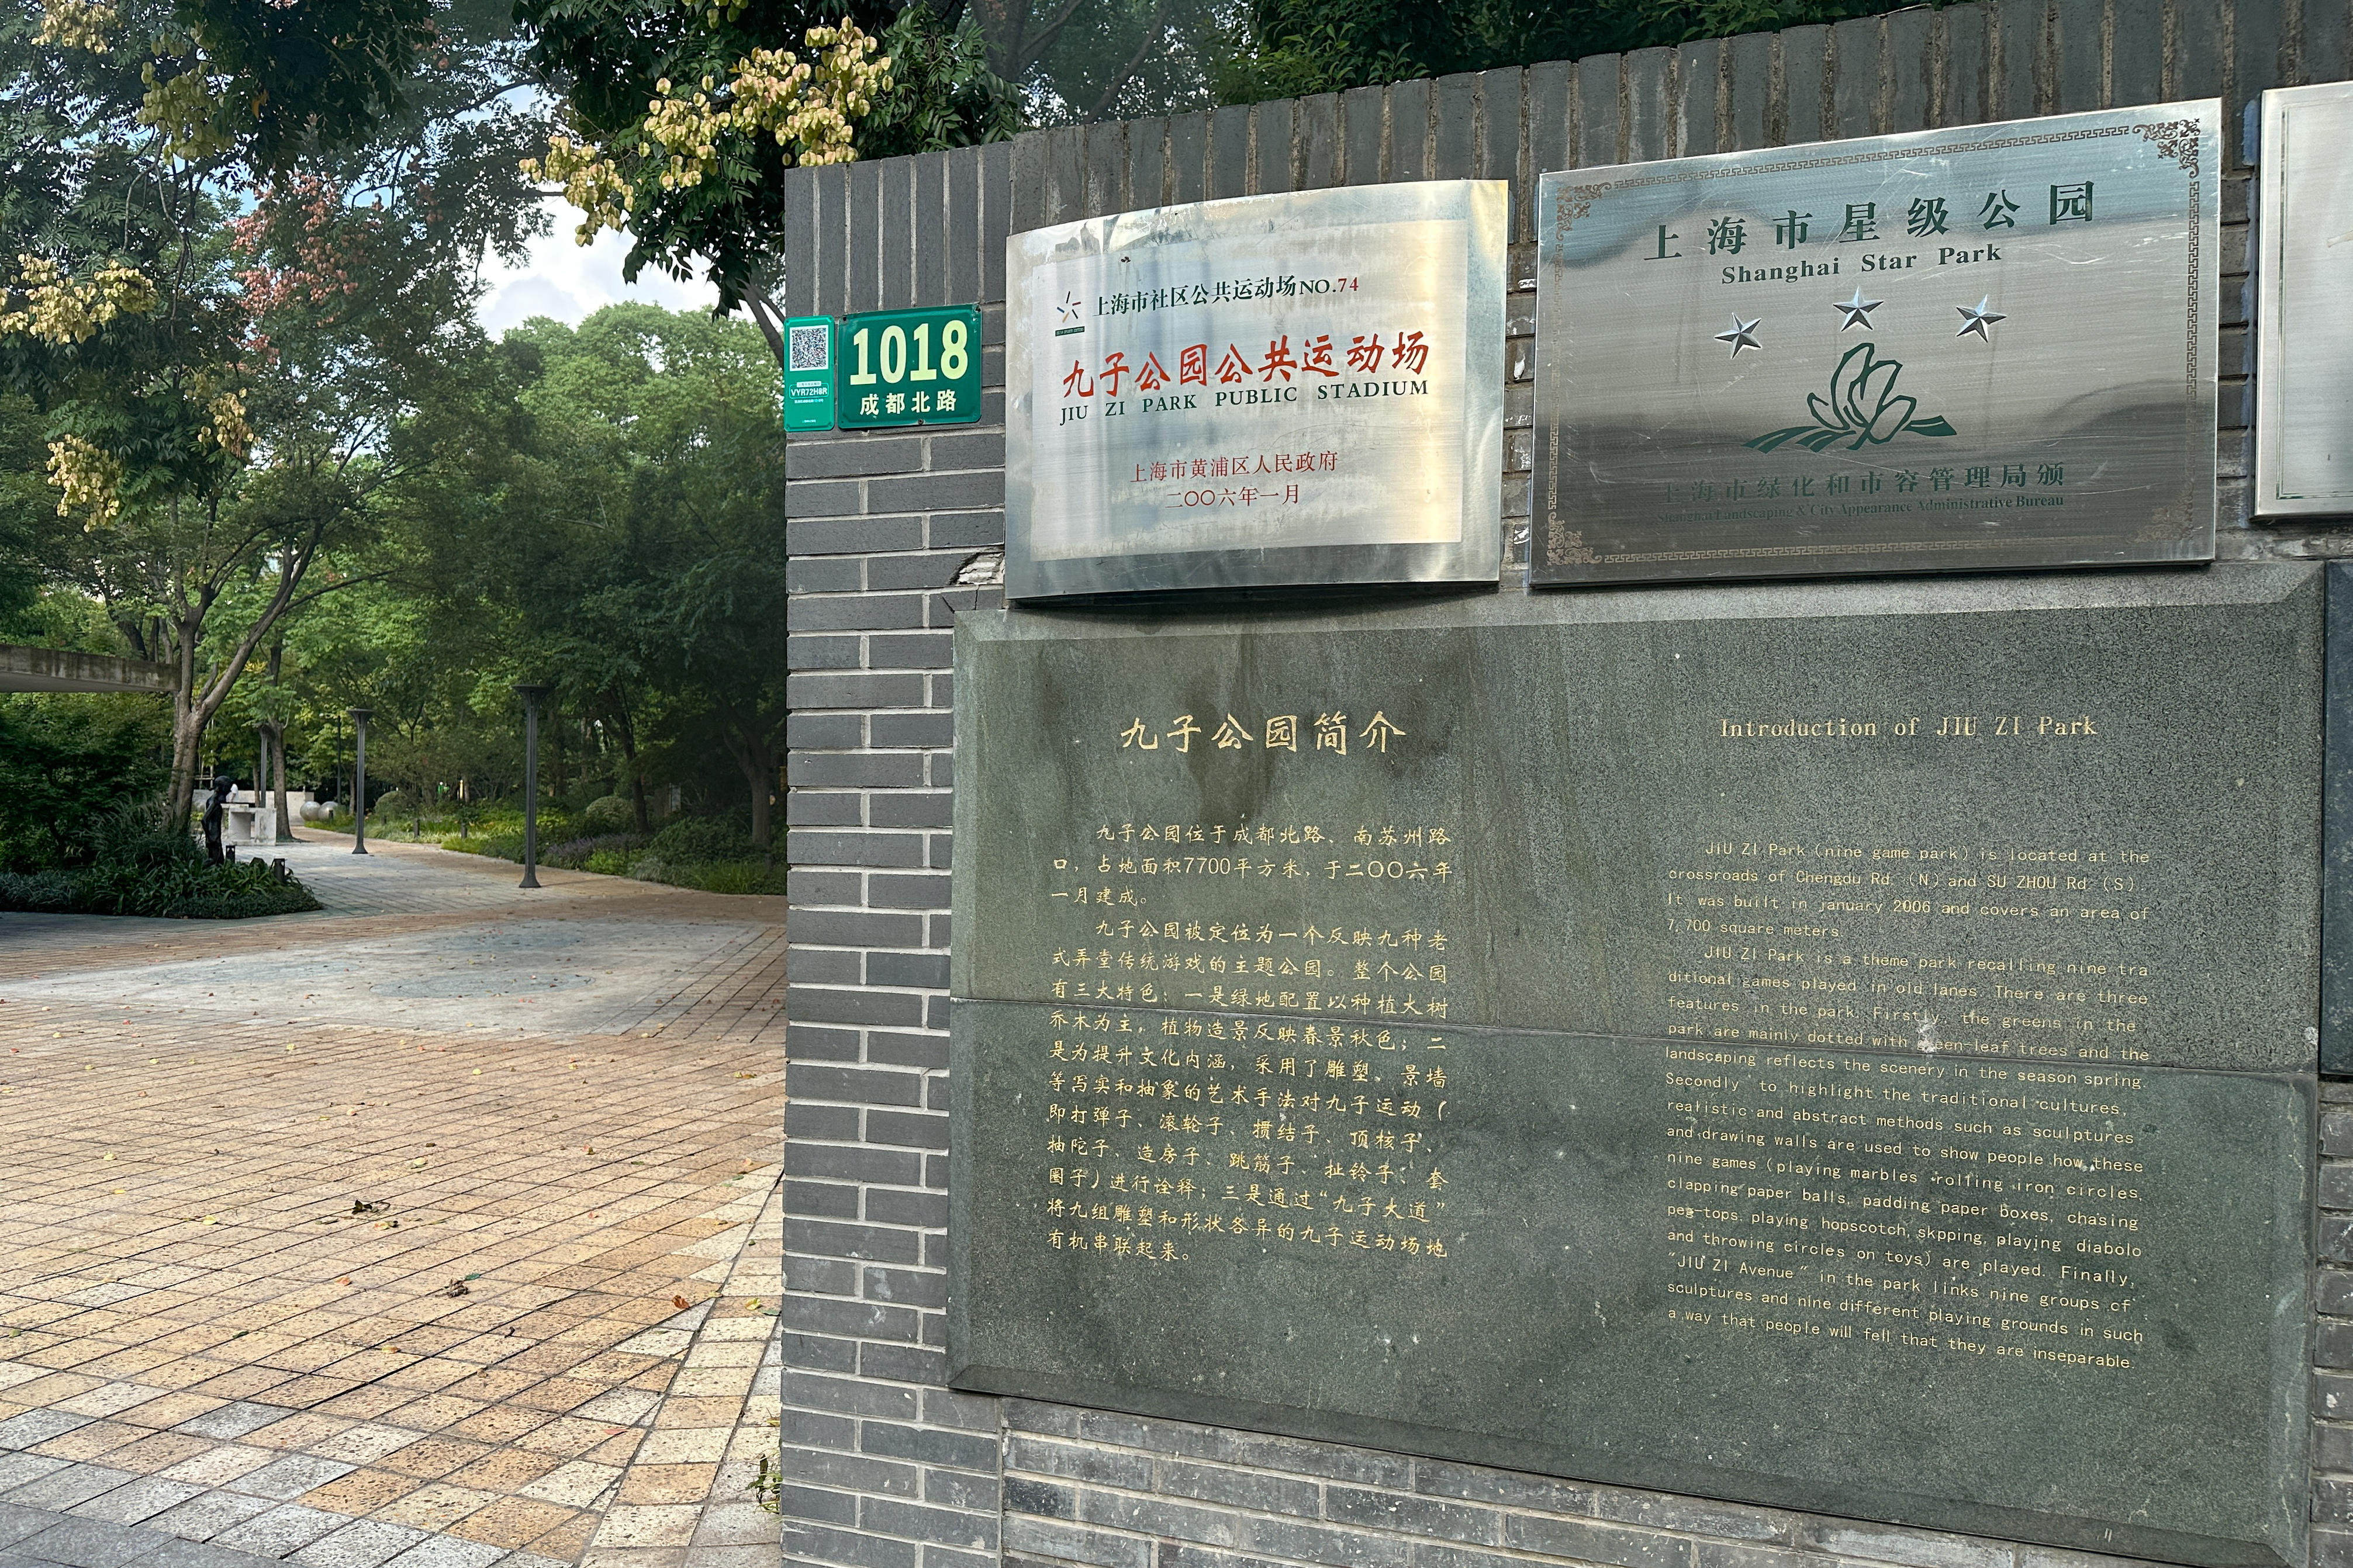 VYR72H8R
1018
成都北路
上海市社区公共运动场NO.74
九子公园公共运动场
JIU ZI PARK PUBLIC STADIUM
上海市黄浦区人民政府
二〇〇六年一月
上海市星级公园
Shanghai Star Park
上海市绿化和市容管理局颁
Shanghai Landscaping & City Appearance Administrative Bureau
九子公园简介
九子公园位于成都北路、南苏州路
口，占地面积7700平方米，于二〇〇六年
一月建成。
九子公园被定位为一个反映九种老
式弄堂传统游戏的主题公园。整个公园
有三大特色：一是绿地配置以种植大树
乔木为主，植物造景反映春景秋色；二
是为提升文化内涵，采用了雕塑、景墙
等写实和抽象的艺术手法对九子运动（
即打弹子、滚轮子、掼结子、顶核子、
抽陀子、造房子、跳筋子、扯铃子、套
圈子）进行诠释；三是通过“九子大道”
将九组雕塑和形状各异的九子运动场地
有机串联起来。
Introduction of JIU ZI Park
JIU ZI Park (nine game park) is located at the
crossroads of Chengdu Rd. (N) and SU ZHOU Rd. (S).
It was built in january 2006 and covers an area of
7,700 square meters.
JIU ZI Park is a theme park recalling nine tra
ditional games played in old lanes. There are three
features in the park. Firstly, the greens in the
park are mainly dotted with green-leaf trees and the
landscaping reflects the scenery in the season spring.
Secondly, to highlight the traditional cultures,
realistic and abstract methods such as sculptures
and drawing walls are used to show people how these
nine games (playing marbles, rolling iron circles,
clapping paper balls, padding paper boxes, chasing
peg-tops, playing hopscotch, skpping, playing diabolo
and throwing circles on toys) are played. Finally,
"JIU ZI Avenue" in the park links nine groups of
sculptures and nine different playing grounds in such
a way that people will fell that they are inseparable.